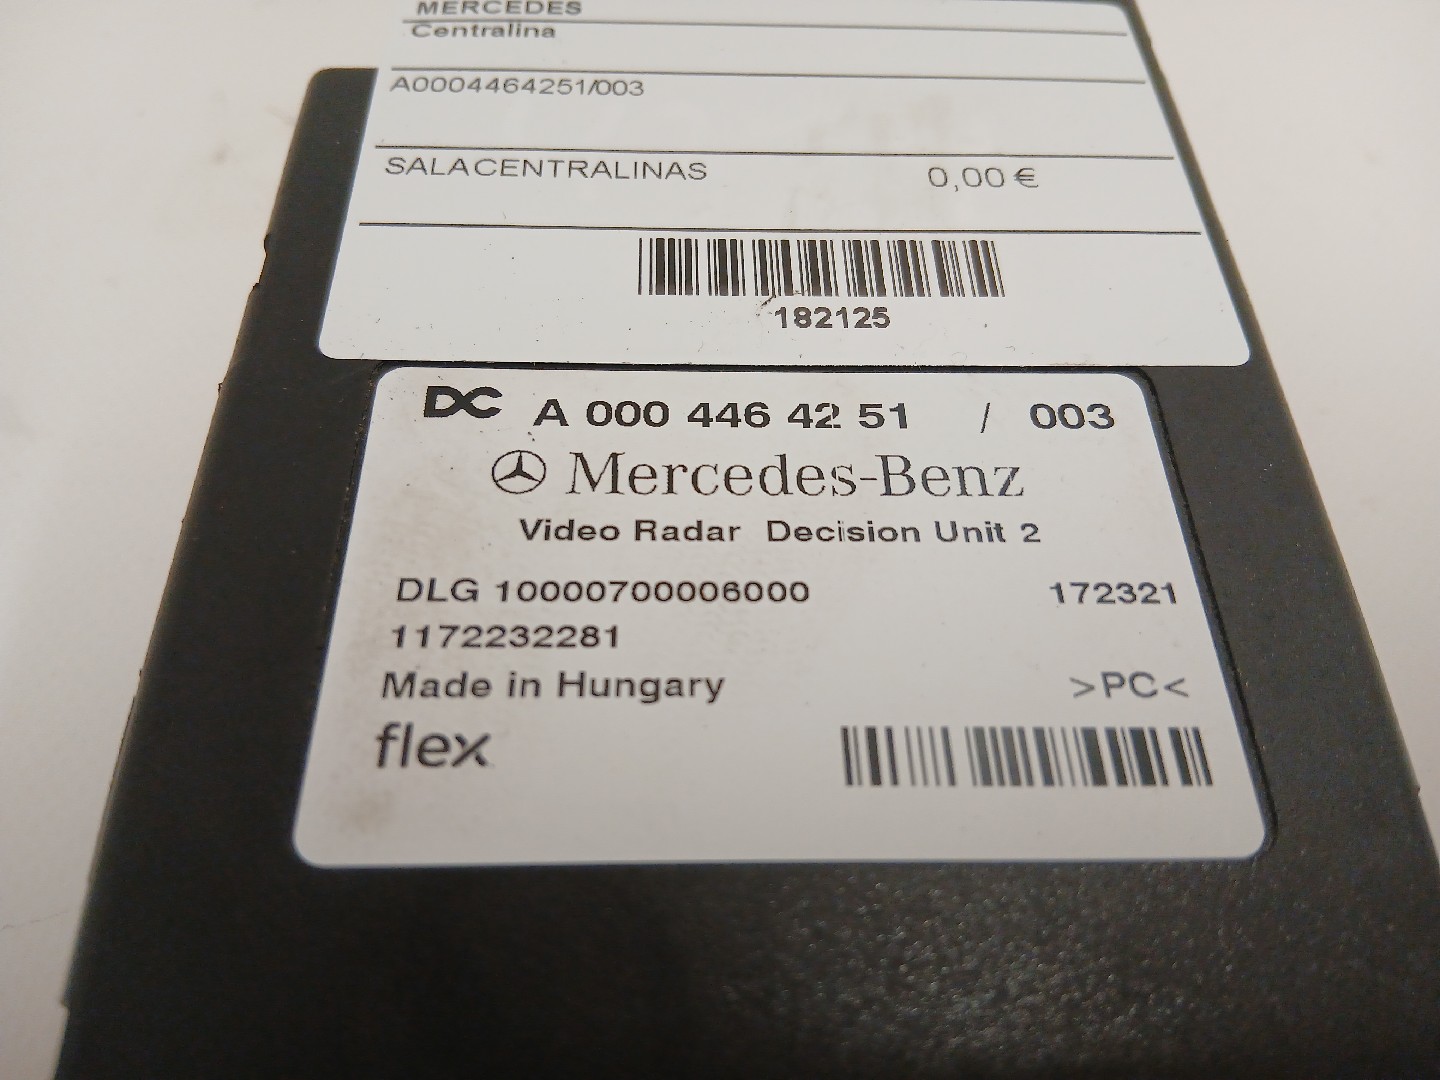 MERCEDES
Centralina
A0004464251/003
SALACENTRALINAS 0,00 €
182125
DC A 000 446 42 51 / 003
Mercedes-Benz
Video Radar Decision Unit 2
DLG 10000700006000 172321
1172232281
Made in Hungary >PC<
flex